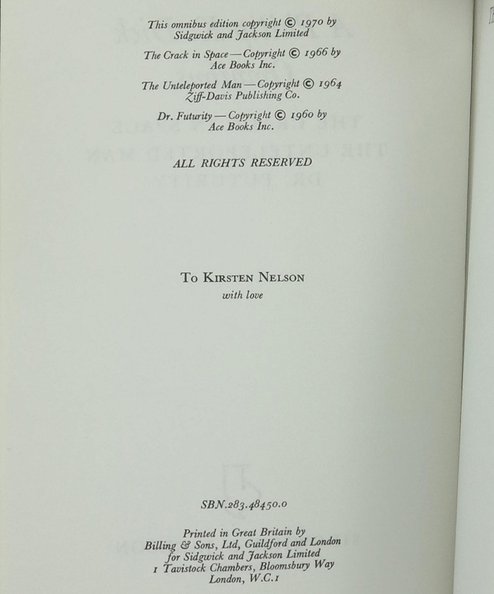 This omnibus edition copyright © 1970 by
Sidgwick and Jackson Limited
The Crack in Space — Copyright © 1966 by
Ace Books Inc.
The Unteleported Man — Copyright © 1964
Ziff-Davis Publishing Co.
Dr. Futurity — Copyright © 1960 by
Ace Books Inc.
ALL RIGHTS RESERVED
To Kirsten Nelson
with love
SBN.283.48450.0
Printed in Great Britain by
Billing & Sons, Ltd, Guildford and London
for Sidgwick and Jackson Limited
1 Tavistock Chambers, Bloomsbury Way
London, W.C.1